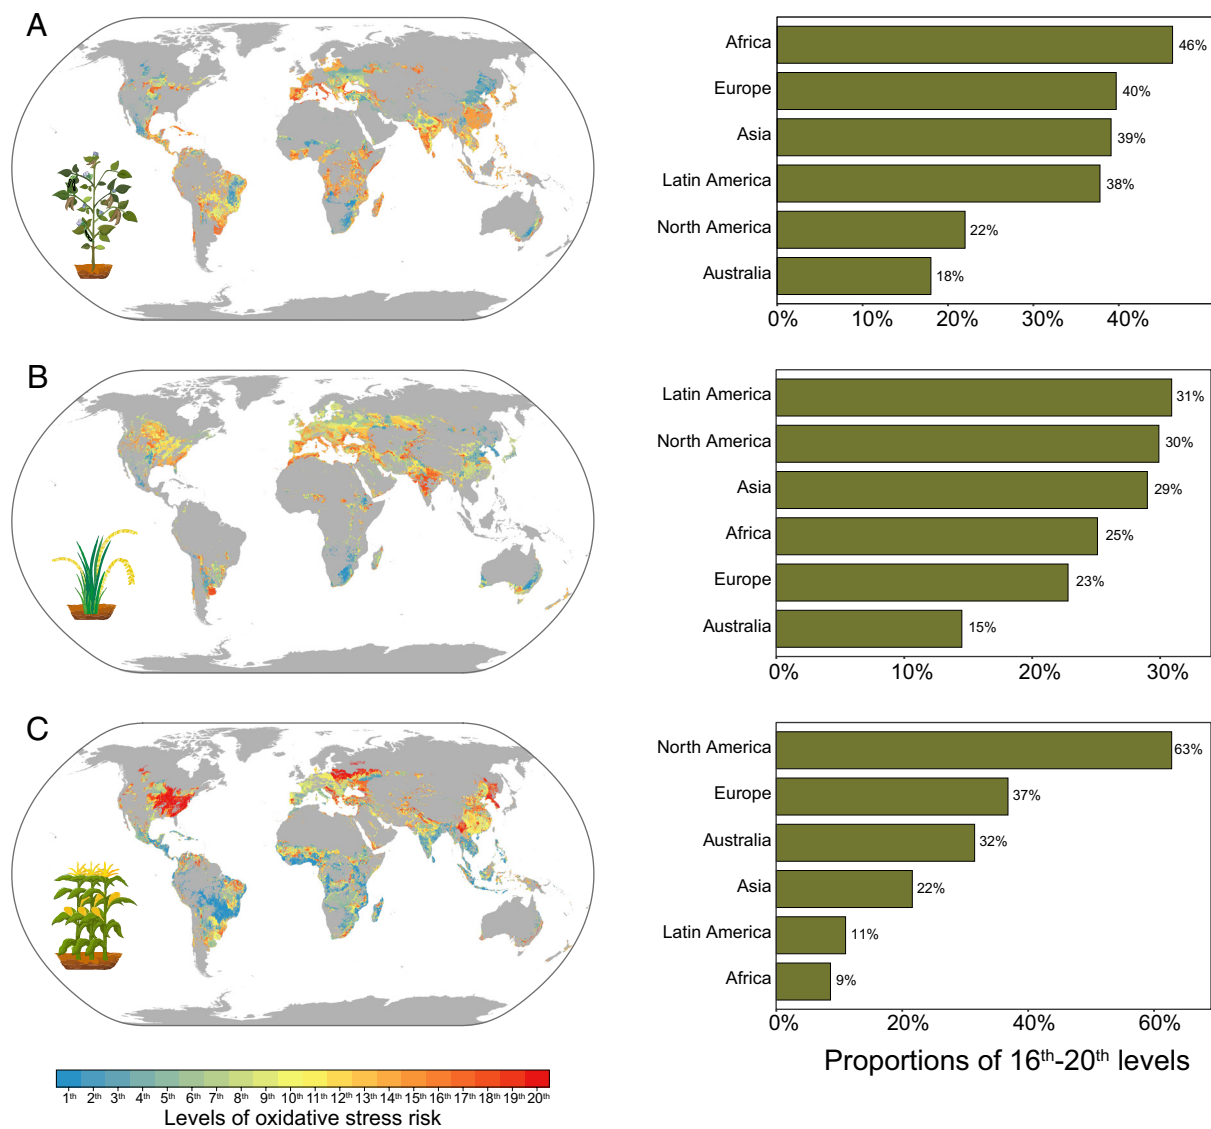 A
Africa 46%
Europe 40%
Asia 39%
Latin America 38%
North America 22%
Australia 18%
0% 10% 20% 30% 40%
B
Latin America 31%
North America 30%
Asia 29%
Africa 25%
Europe 23%
Australia 15%
0% 10% 20% 30%
C
North America 63%
Europe 37%
Australia 32%
Asia 22%
Latin America 11%
Africa 9%
0% 20% 40% 60%
Proportions of 16th-20th levels
1th 2th 3th 4th 5th 6th 7th 8th 9th 10th 11th 12th 13th 14th 15th 16th 17th 18th 19th 20th
Levels of oxidative stress risk